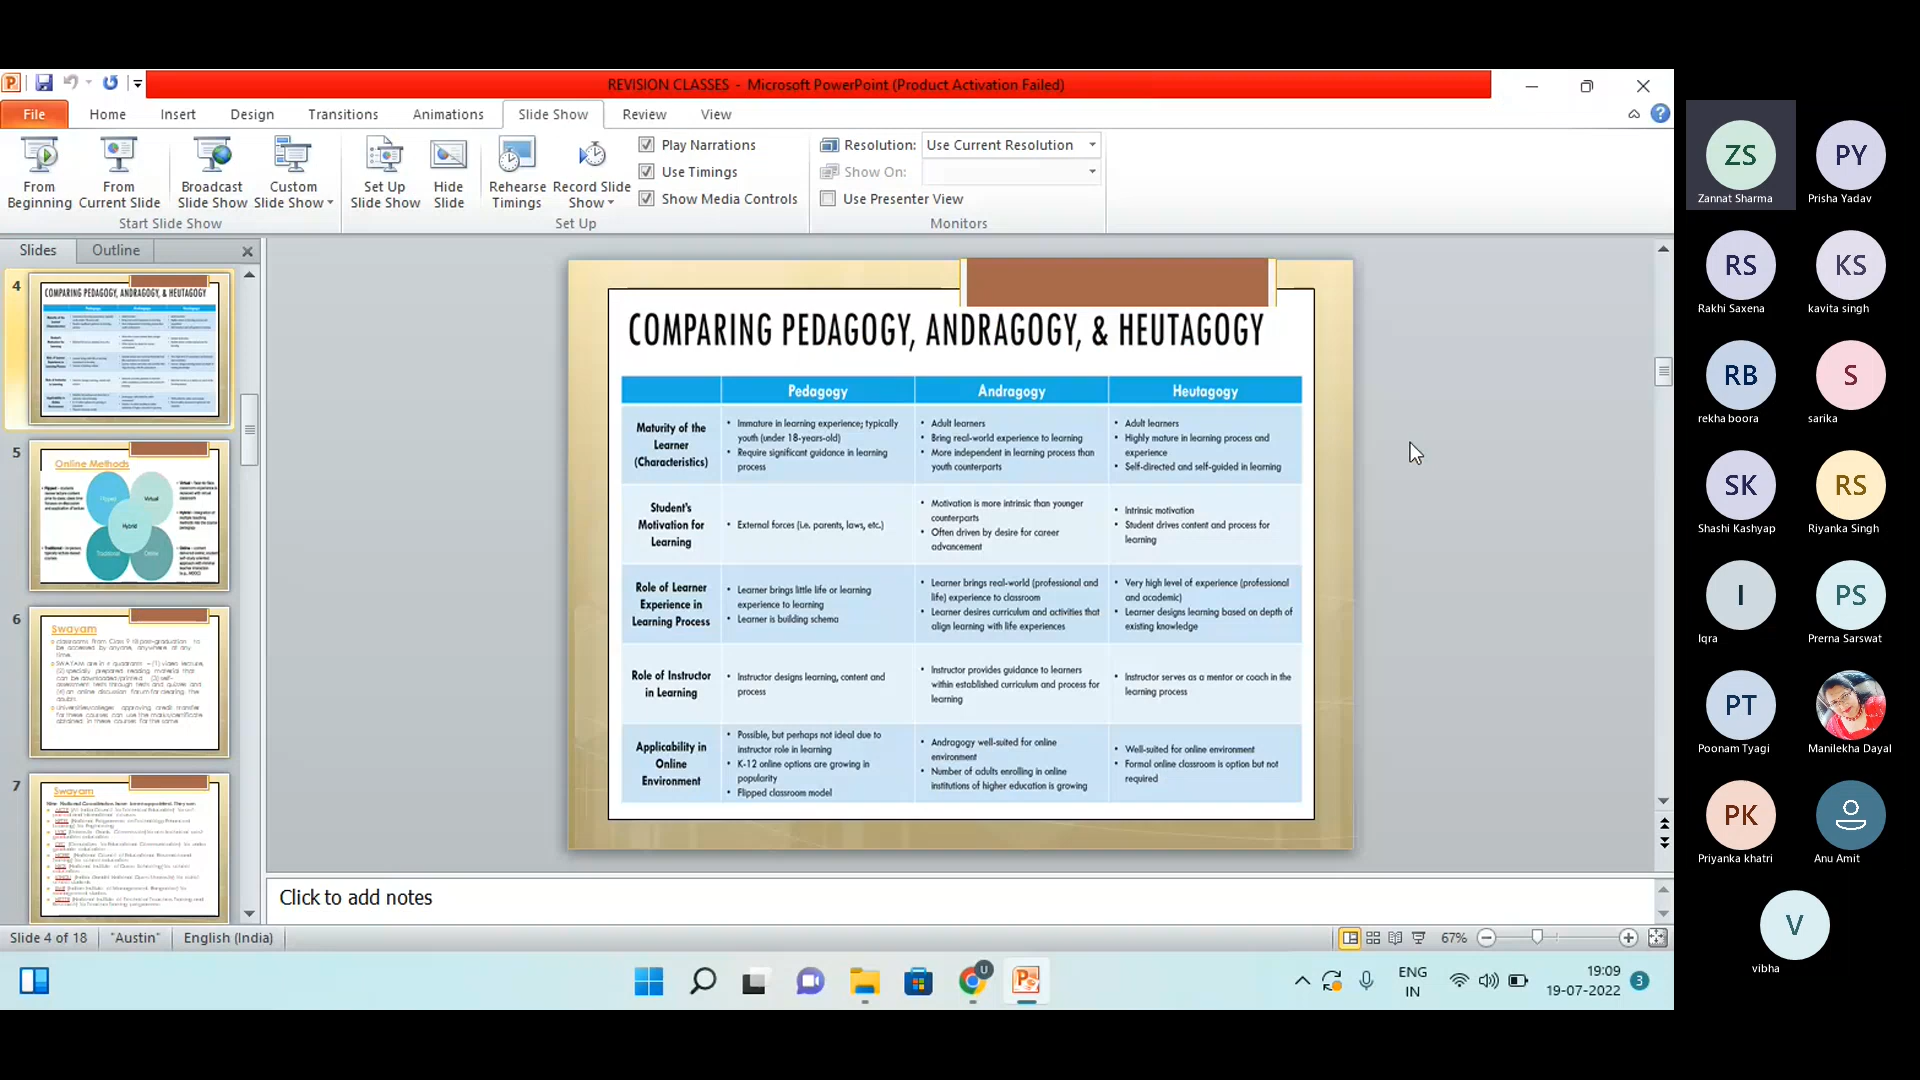 REVISION CLASSES - Microsoft PowerPoint (Product Activation Failed)
File Home Insert Design Transitions Animations Slide Show Review View
From Beginning
From Current Slide
Broadcast Slide Show
Custom Slide Show
Set Up Slide Show
Hide Slide
Rehearse Timings
Record Slide Show
Play Narrations
Use Timings
Show Media Controls
Resolution: Use Current Resolution
Show On:
Use Presenter View
Start Slide Show
Set Up
Monitors
Slides Outline
4
COMPARING PEDAGOGY, ANDRAGOGY, & HEUTAGOGY
5
Online Methods
Flipped
Virtual
Hybrid
Traditional
Online
6
Swayam
7
Swayam
COMPARING PEDAGOGY, ANDRAGOGY, & HEUTAGOGY
Pedagogy Andragogy Heutagogy
Maturity of the
Learner
(Characteristics)
• Immature in learning experience; typically
youth (under 18-years-old)
• Require significant guidance in learning
process
• Adult learners
• Bring real-world experience to learning
• More independent in learning process than
youth counterparts
• Adult learners
• Highly mature in learning process and
experience
• Self-directed and self-guided in learning
Student's
Motivation for
Learning
• External forces (i.e. parents, laws, etc.)
• Motivation is more intrinsic than younger
counterparts
• Often driven by desire for career
advancement
• Intrinsic motivation
• Student drives content and process for
learning
Role of Learner
Experience in
Learning Process
• Learner brings little life or learning
experience to learning
• Learner is building schema
• Learner brings real-world (professional and
life) experience to classroom
• Learner desires curriculum and activities that
align learning with life experiences
• Very high level of experience (professional
and academic)
• Learner designs learning based on depth of
existing knowledge
Role of Instructor
in Learning
• Instructor designs learning, content and
process
• Instructor provides guidance to learners
within established curriculum and process for
learning
• Instructor serves as a mentor or coach in the
learning process
Applicability in
Online
Environment
• Possible, but perhaps not ideal due to
instructor role in learning
• K-12 online options are growing in
popularity
• Flipped classroom model
• Andragogy well-suited for online
environment
• Number of adults enrolling in online
institutions of higher education is growing
• Well-suited for online environment
• Formal online classroom is option but not
required
Click to add notes
Slide 4 of 18 "Austin" English (India) 67%
ENG
IN
19:09
19-07-2022
3
U
ZS PY
Zannat Sharma Prisha Yadav
RS KS
Rakhi Saxena kavita singh
RB S
rekha boora sarika
SK RS
Shashi Kashyap Riyanka Singh
I PS
Iqra Prerna Sarswat
PT
Poonam Tyagi Manilekha Dayal
PK
Priyanka khatri Anu Amit
V
vibha